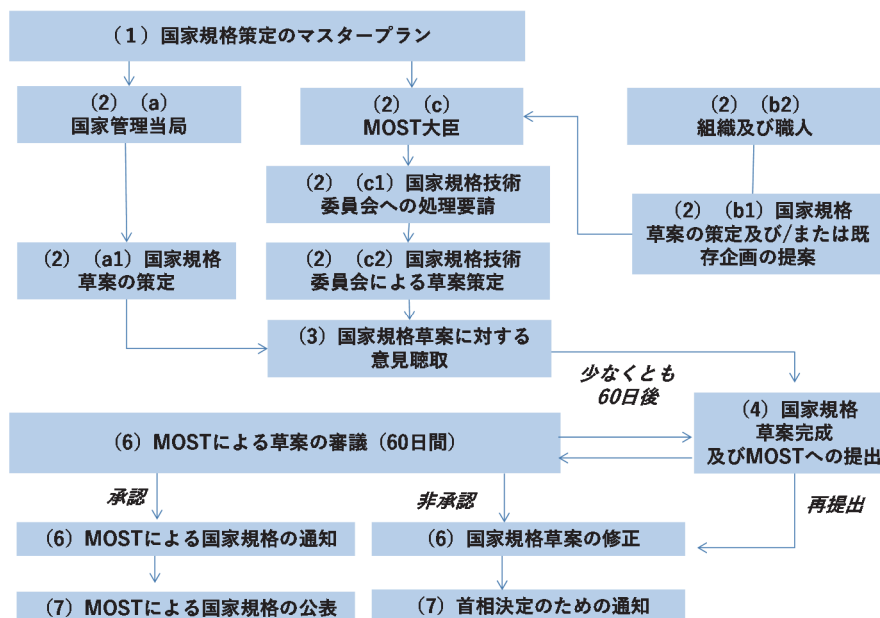 （1）国家規格策定のマスタープラン
（2）（a）
国家管理当局
（2）（c）
MOST大臣
（2）（b2）
組織及び職人
（2）（c1）国家規格技術
委員会への処理要請
（2）（b1）国家規格
草案の策定及び/または既
存企画の提案
（2）（a1）国家規格
草案の策定
（2）（c2）国家規格技術
委員会による草案策定
（3）国家規格草案に対する
意見聴取
少なくとも
60日後
（4）国家規格
草案完成
及びMOSTへの提出
（6）MOSTによる草案の審議（60日間）
承認
非承認
再提出
（6）MOSTによる国家規格の通知
（6）国家規格草案の修正
（7）MOSTによる国家規格の公表
（7）首相決定のための通知